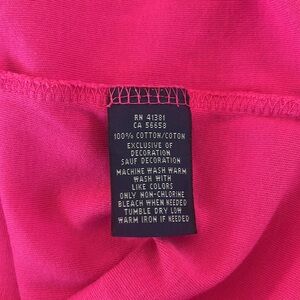 RN 41381
CA 56658
100% COTTON/COTON
EXCLUSIVE OF
DECORATION
SAUF DECORATION
MACHINE WASH WARM
WASH WITH
LIKE COLORS
ONLY NON-CHLORINE
BLEACH WHEN NEEDED
TUMBLE DRY LOW
WARM IRON IF NEEDED